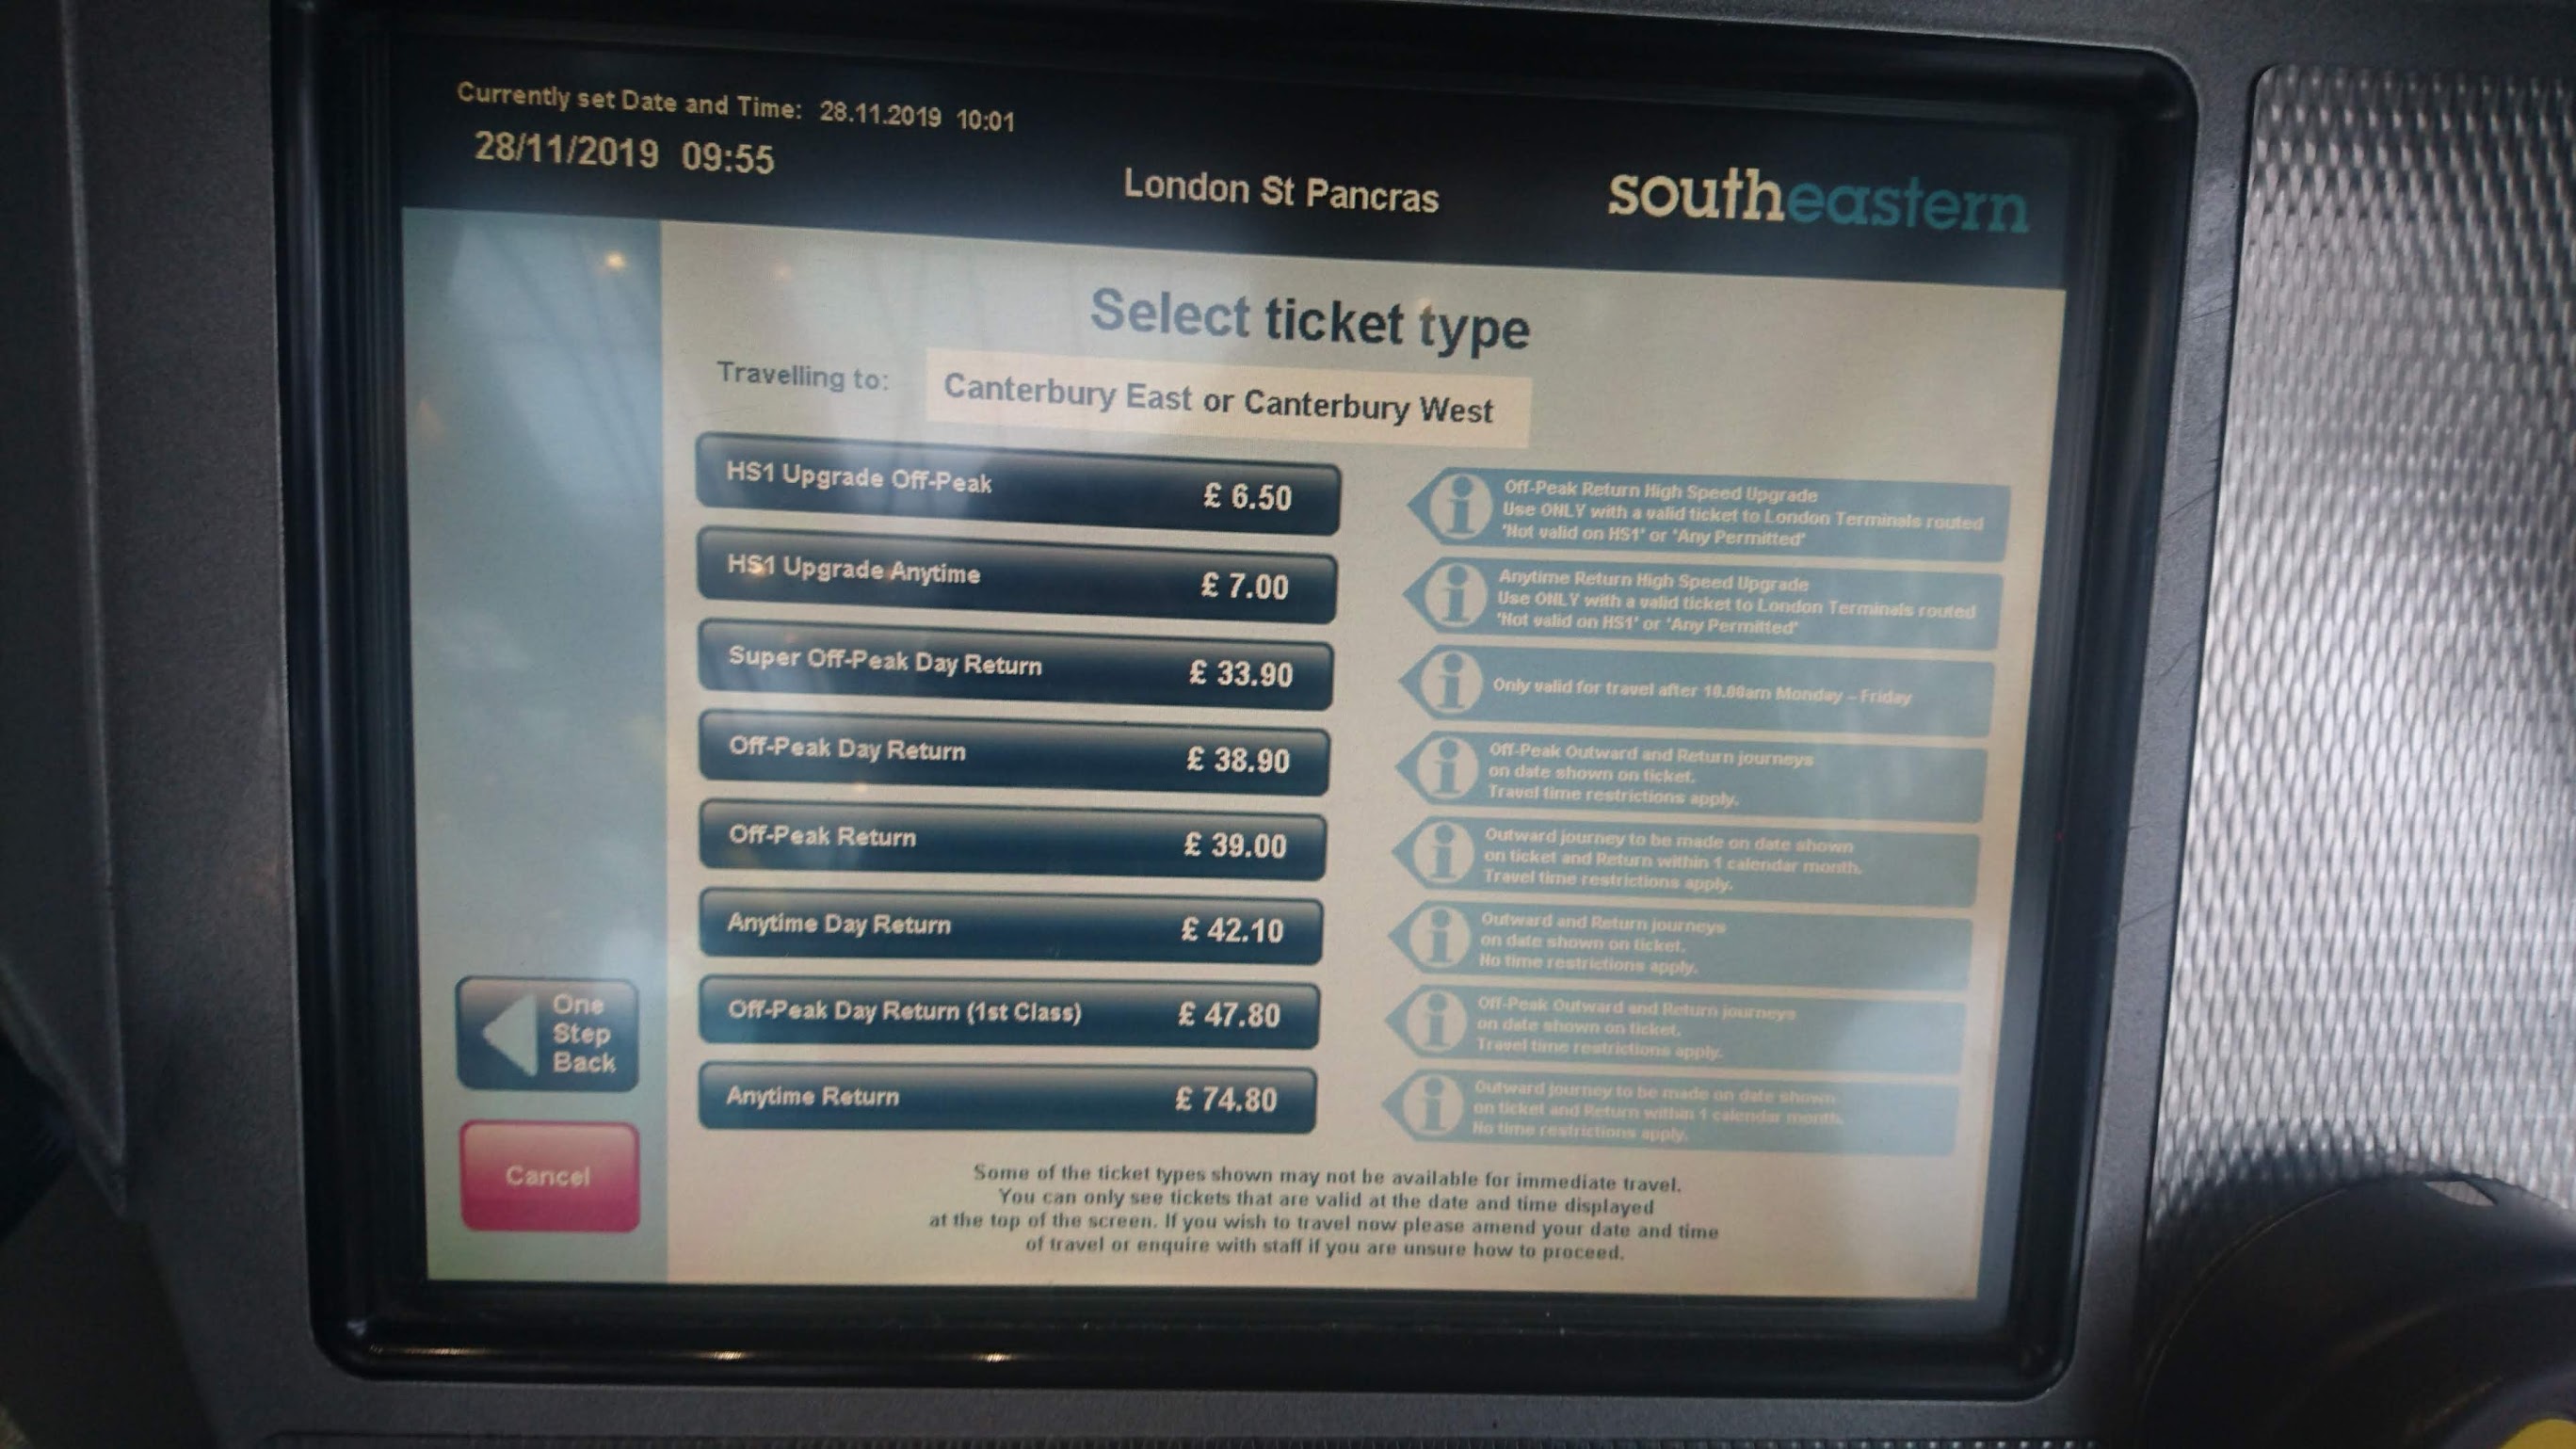 Currently set Date and Time: 28.11.2019 10:01
28/11/2019 09:55
London St Pancras
southeastern
Select ticket type
Travelling to: Canterbury East or Canterbury West
HS1 Upgrade Off-Peak £ 6.50
Off-Peak Return High Speed Upgrade
Use ONLY with a valid ticket to London Terminals routed
'Not valid on HS1' or 'Any Permitted'
HS1 Upgrade Anytime £ 7.00
Anytime Return High Speed Upgrade
Use ONLY with a valid ticket to London Terminals routed
'Not valid on HS1' or 'Any Permitted'
Super Off-Peak Day Return £ 33.90
Only valid for travel after 10.00am Monday - Friday
Off-Peak Day Return £ 38.90
Off-Peak Outward and Return journeys
on date shown on ticket.
Travel time restrictions apply.
Off-Peak Return £ 39.00
Outward journey to be made on date shown
on ticket and Return within 1 calendar month.
Travel time restrictions apply.
Anytime Day Return £ 42.10
Outward and Return journeys
on date shown on ticket.
No time restrictions apply.
Off-Peak Day Return (1st Class) £ 47.80
Off-Peak Outward and Return journeys
on date shown on ticket.
Travel time restrictions apply.
Anytime Return £ 74.80
Outward journey to be made on date shown
on ticket and Return within 1 calendar month.
No time restrictions apply.
One
Step
Back
Cancel
Some of the ticket types shown may not be available for immediate travel.
You can only see tickets that are valid at the date and time displayed
at the top of the screen. If you wish to travel now please amend your date and time
of travel or enquire with staff if you are unsure how to proceed.